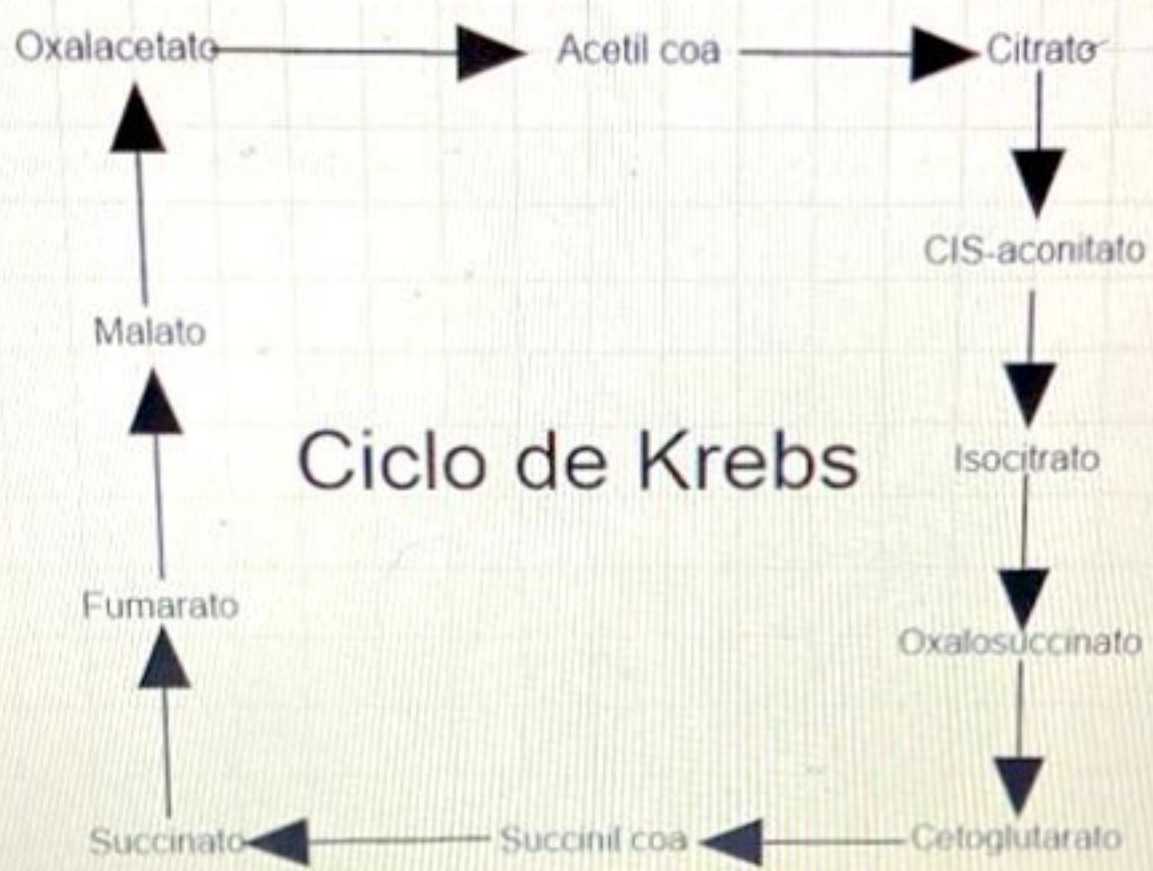 Oxalacetato
Acetil coa
Citrato
CIS-aconitato
Malato
Ciclo de Krebs
Isocitrato
Fumarato
Oxalosuccinato
Succinato
Succinil coa
Cetoglutarato